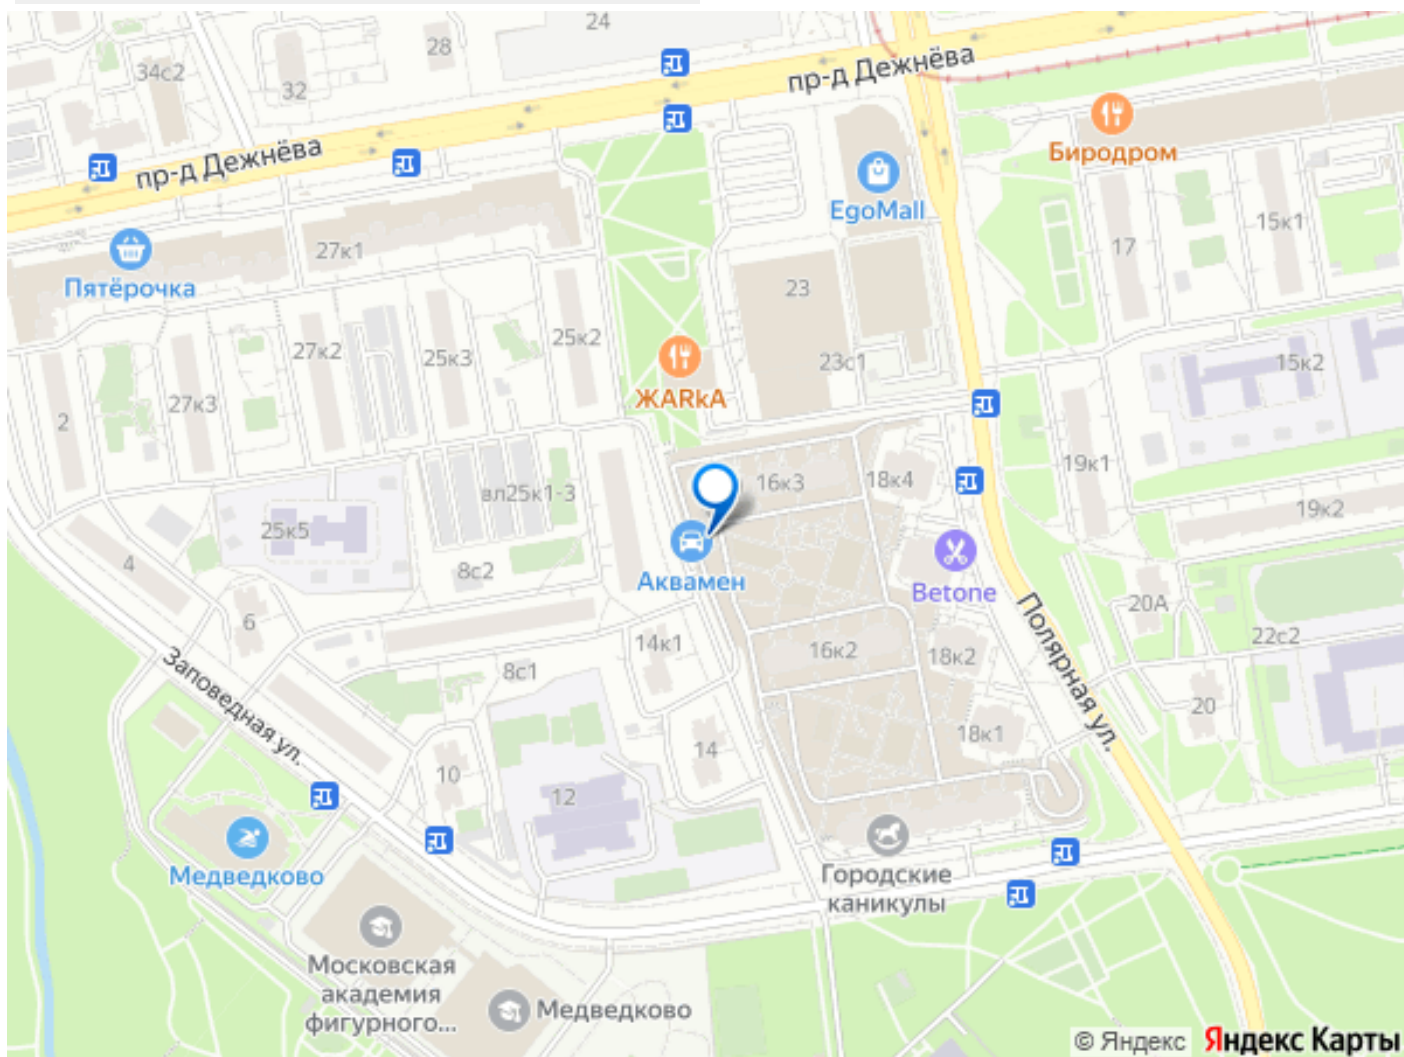 24
28
34с2
32
пр-д Дежнёва
Биродром
пр-д Дежнёва
EgoMall
17
15к1
27к1
Пятёрочка
23
25к2
27к2
25к3
23с1
15к2
ЖARkA
27к3
2
19к1
16к3
18к4
вл25к1-3
19к2
25к5
Аквамен
4
8с2
Betone
20А
6
Полярная ул.
22с2
14к1
16к2
18к2
8с1
Заповедная ул.
20
18к1
14
10
12
Медведково
Городские
каникулы
Московская
академия
фигурного...
Медведково
© Яндекс Яндекс Карты